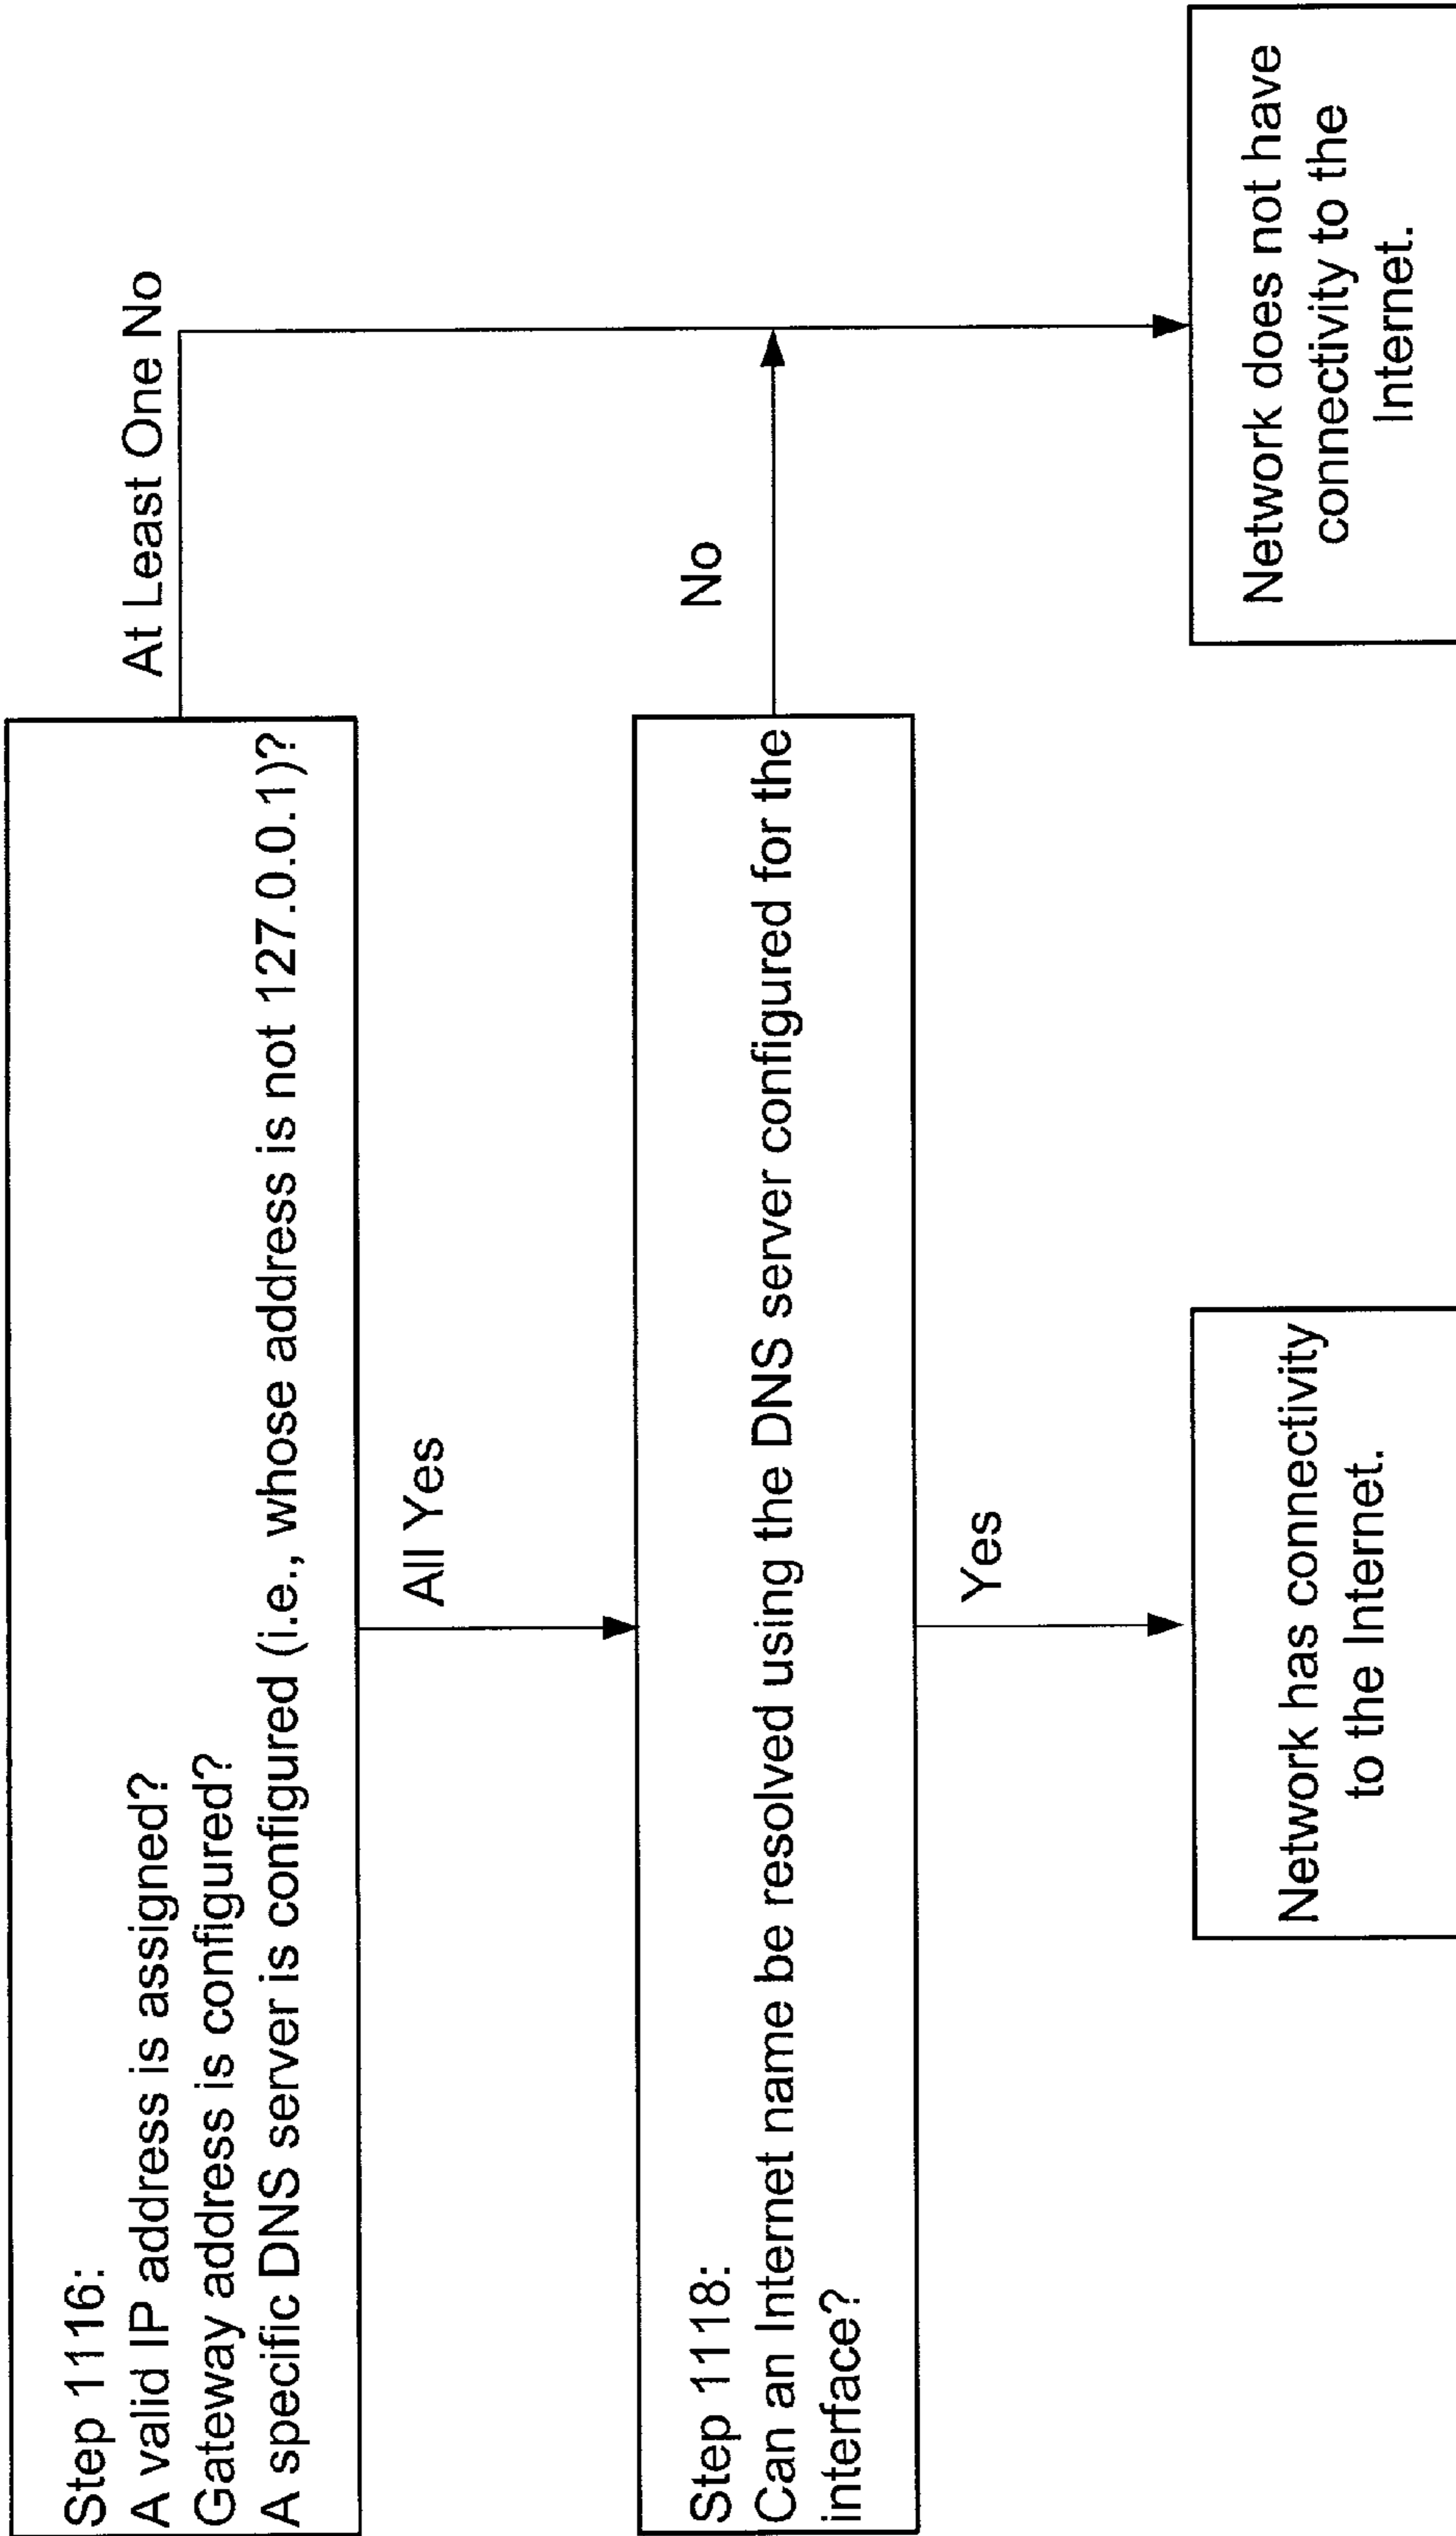 Step 1116:
A valid IP address is assigned?
Gateway address is configured?
A specific DNS server is configured (i.e., whose address is not 127.0.0.1)?
At Least One No
All Yes
Step 1118:
Can an Internet name be resolved using the DNS server configured for the
interface?
No
Yes
Network has connectivity
to the Internet.
Network does not have
connectivity to the
Internet.